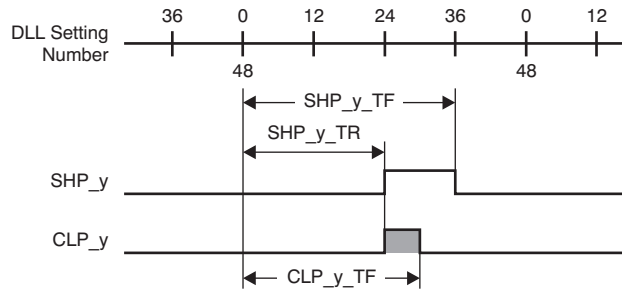 36 0 12 24 36 0 12
DLL Setting
Number
48 48
SHP_y_TF
SHP_y_TR
SHP_y
CLP_y
CLP_y_TF